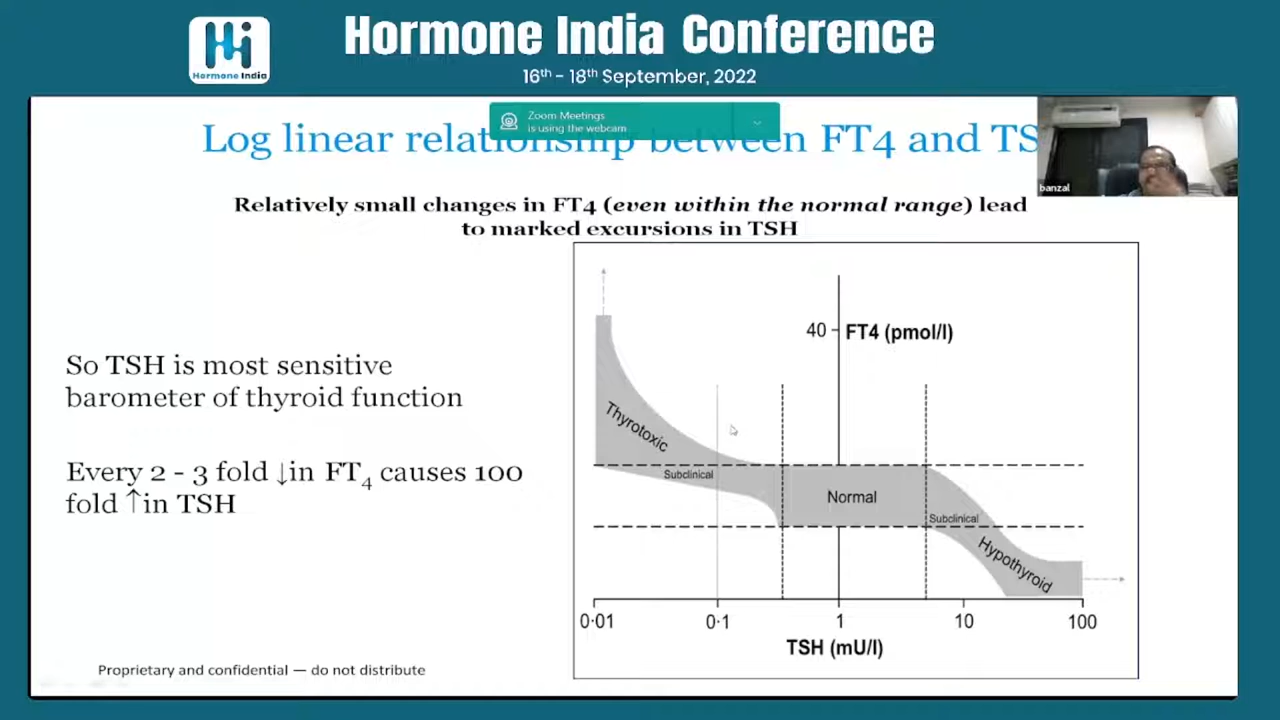 Hi
Hormone India
Hormone India Conference
16th - 18th September, 2022
Zoom Meetings
is using the webcam
Log linear relationship between FT4 and TS
banzal
Relatively small changes in FT4 (even within the normal range) lead
to marked excursions in TSH
So TSH is most sensitive
barometer of thyroid function
Every 2 - 3 fold ↓in FT4 causes 100
fold ↑in TSH
40
FT4 (pmol/l)
Thyrotoxic
Subclinical
Normal
Subclinical
Hypothyroid
0·01
0·1
1
10
100
TSH (mU/l)
Proprietary and confidential — do not distribute